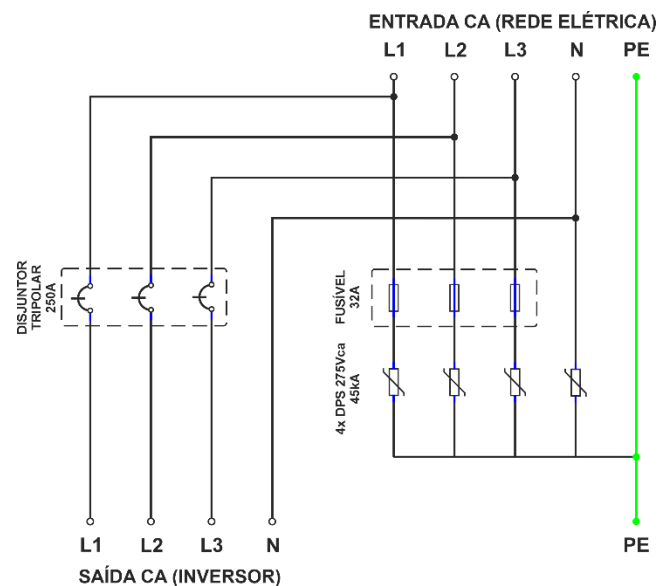 ENTRADA CA (REDE ELÉTRICA)
L1 L2 L3 N PE
DISJUNTOR
TRIPOLAR
250A
FUSÍVEL
32A
4x DPS 275Vca
45kA
L1 L2 L3 N PE
SAÍDA CA (INVERSOR)